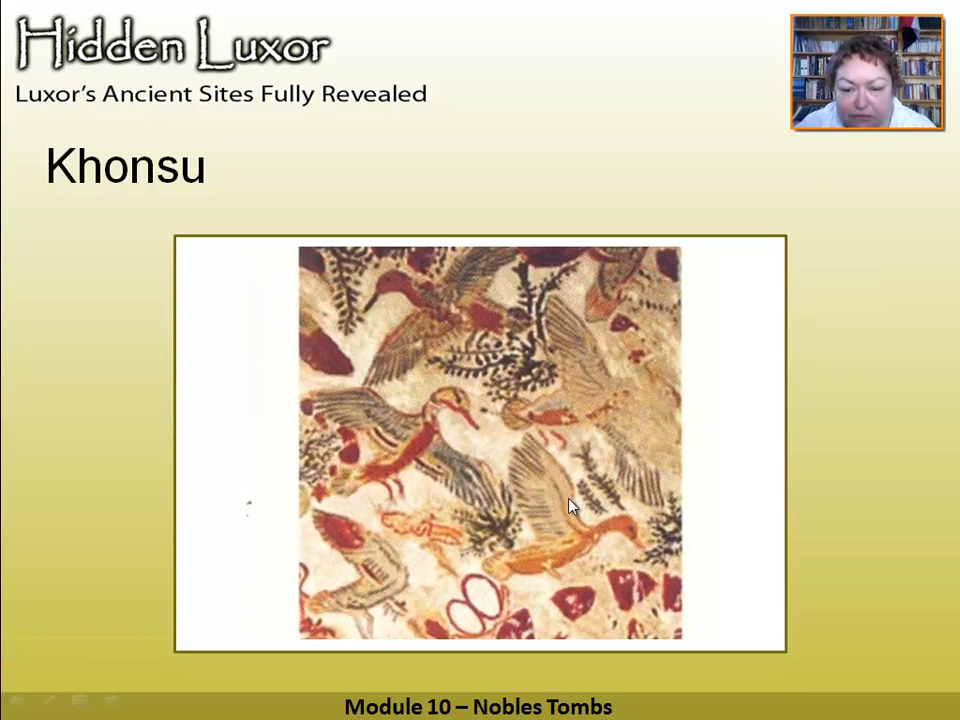 Hidden Luxor
Luxor's Ancient Sites Fully Revealed
Khonsu
Module 10 – Nobles Tombs